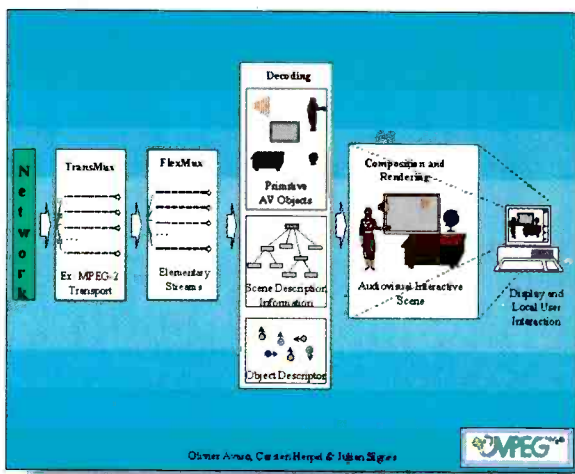 Network
TransMux
Ex. MPEG-2
Transport
FlexMux
Elementary
Streams
Decoding
Primitive
AV Objects
Scene Description
Information
Object Descriptor
Composition and
Rendering
Audiovisual Interactive
Scene
Display and
Local User
Interaction
Olivier Avaro, Carsten Herpel & Julien Signes
MPEG